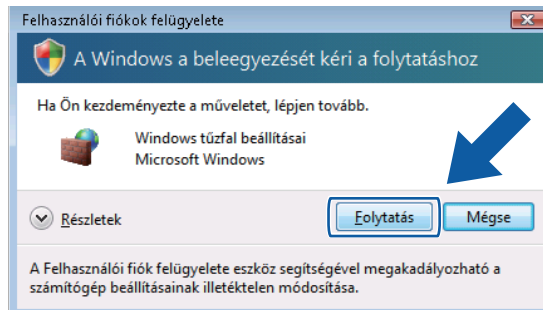 Felhasználói fiókok felügyelete
A Windows a beleegyezését kéri a folytatáshoz
Ha Ön kezdeményezte a műveletet, lépjen tovább.
Windows tűzfal beállításai
Microsoft Windows
Részletek
Folytatás
Mégse
A Felhasználói fiók felügyelete eszköz segítségével megakadályozható a
számítógép beállításainak illetéktelen módosítása.